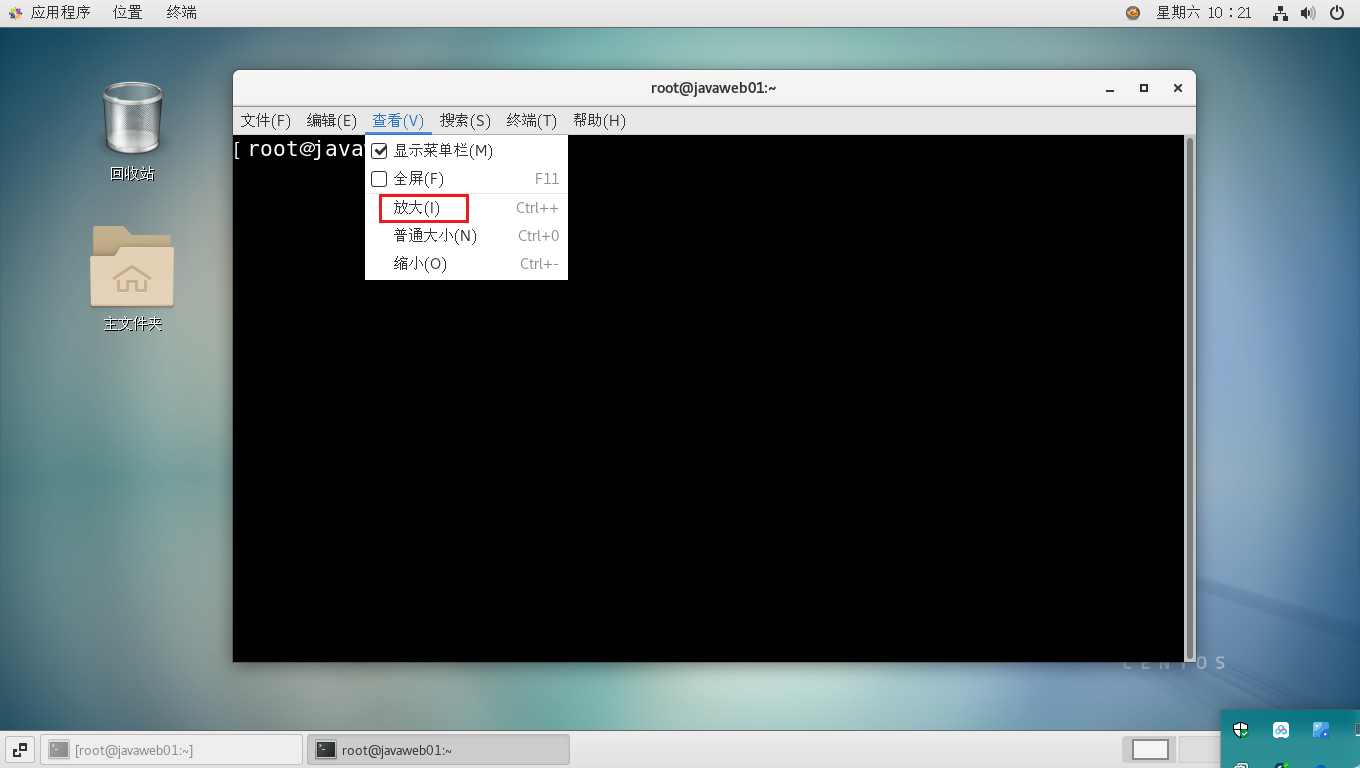 应用程序 位置 终端 星期六 10：21
回收站
主文件夹
root@javaweb01:~
文件(F) 编辑(E) 查看(V) 搜索(S) 终端(T) 帮助(H)
[root@java
显示菜单栏(M)
全屏(F) F11
放大(I) Ctrl++
普通大小(N) Ctrl+0
缩小(O) Ctrl+-
CENTOS
[root@javaweb01:~] root@javaweb01:~